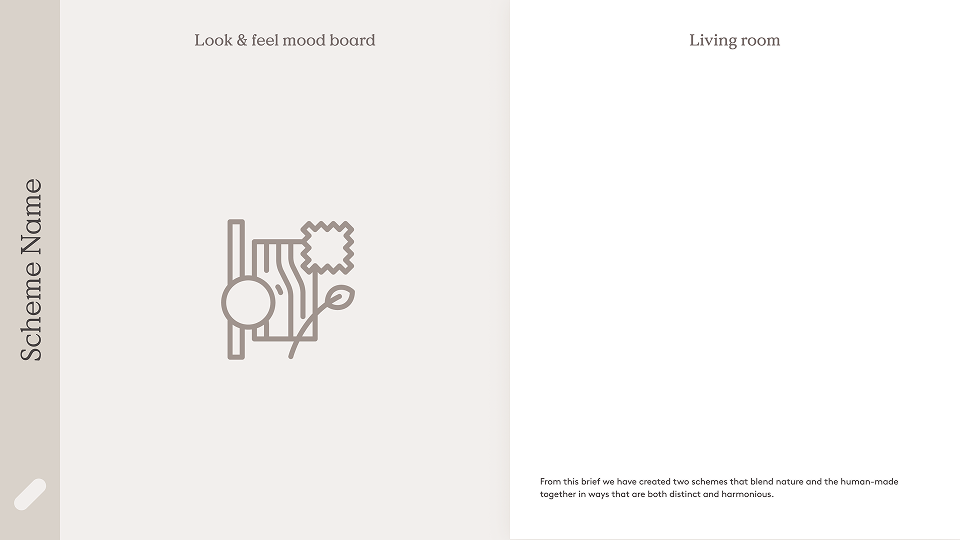 Scheme Name
Look & feel mood board
Living room
From this brief we have created two schemes that blend nature and the human-made
together in ways that are both distinct and harmonious.